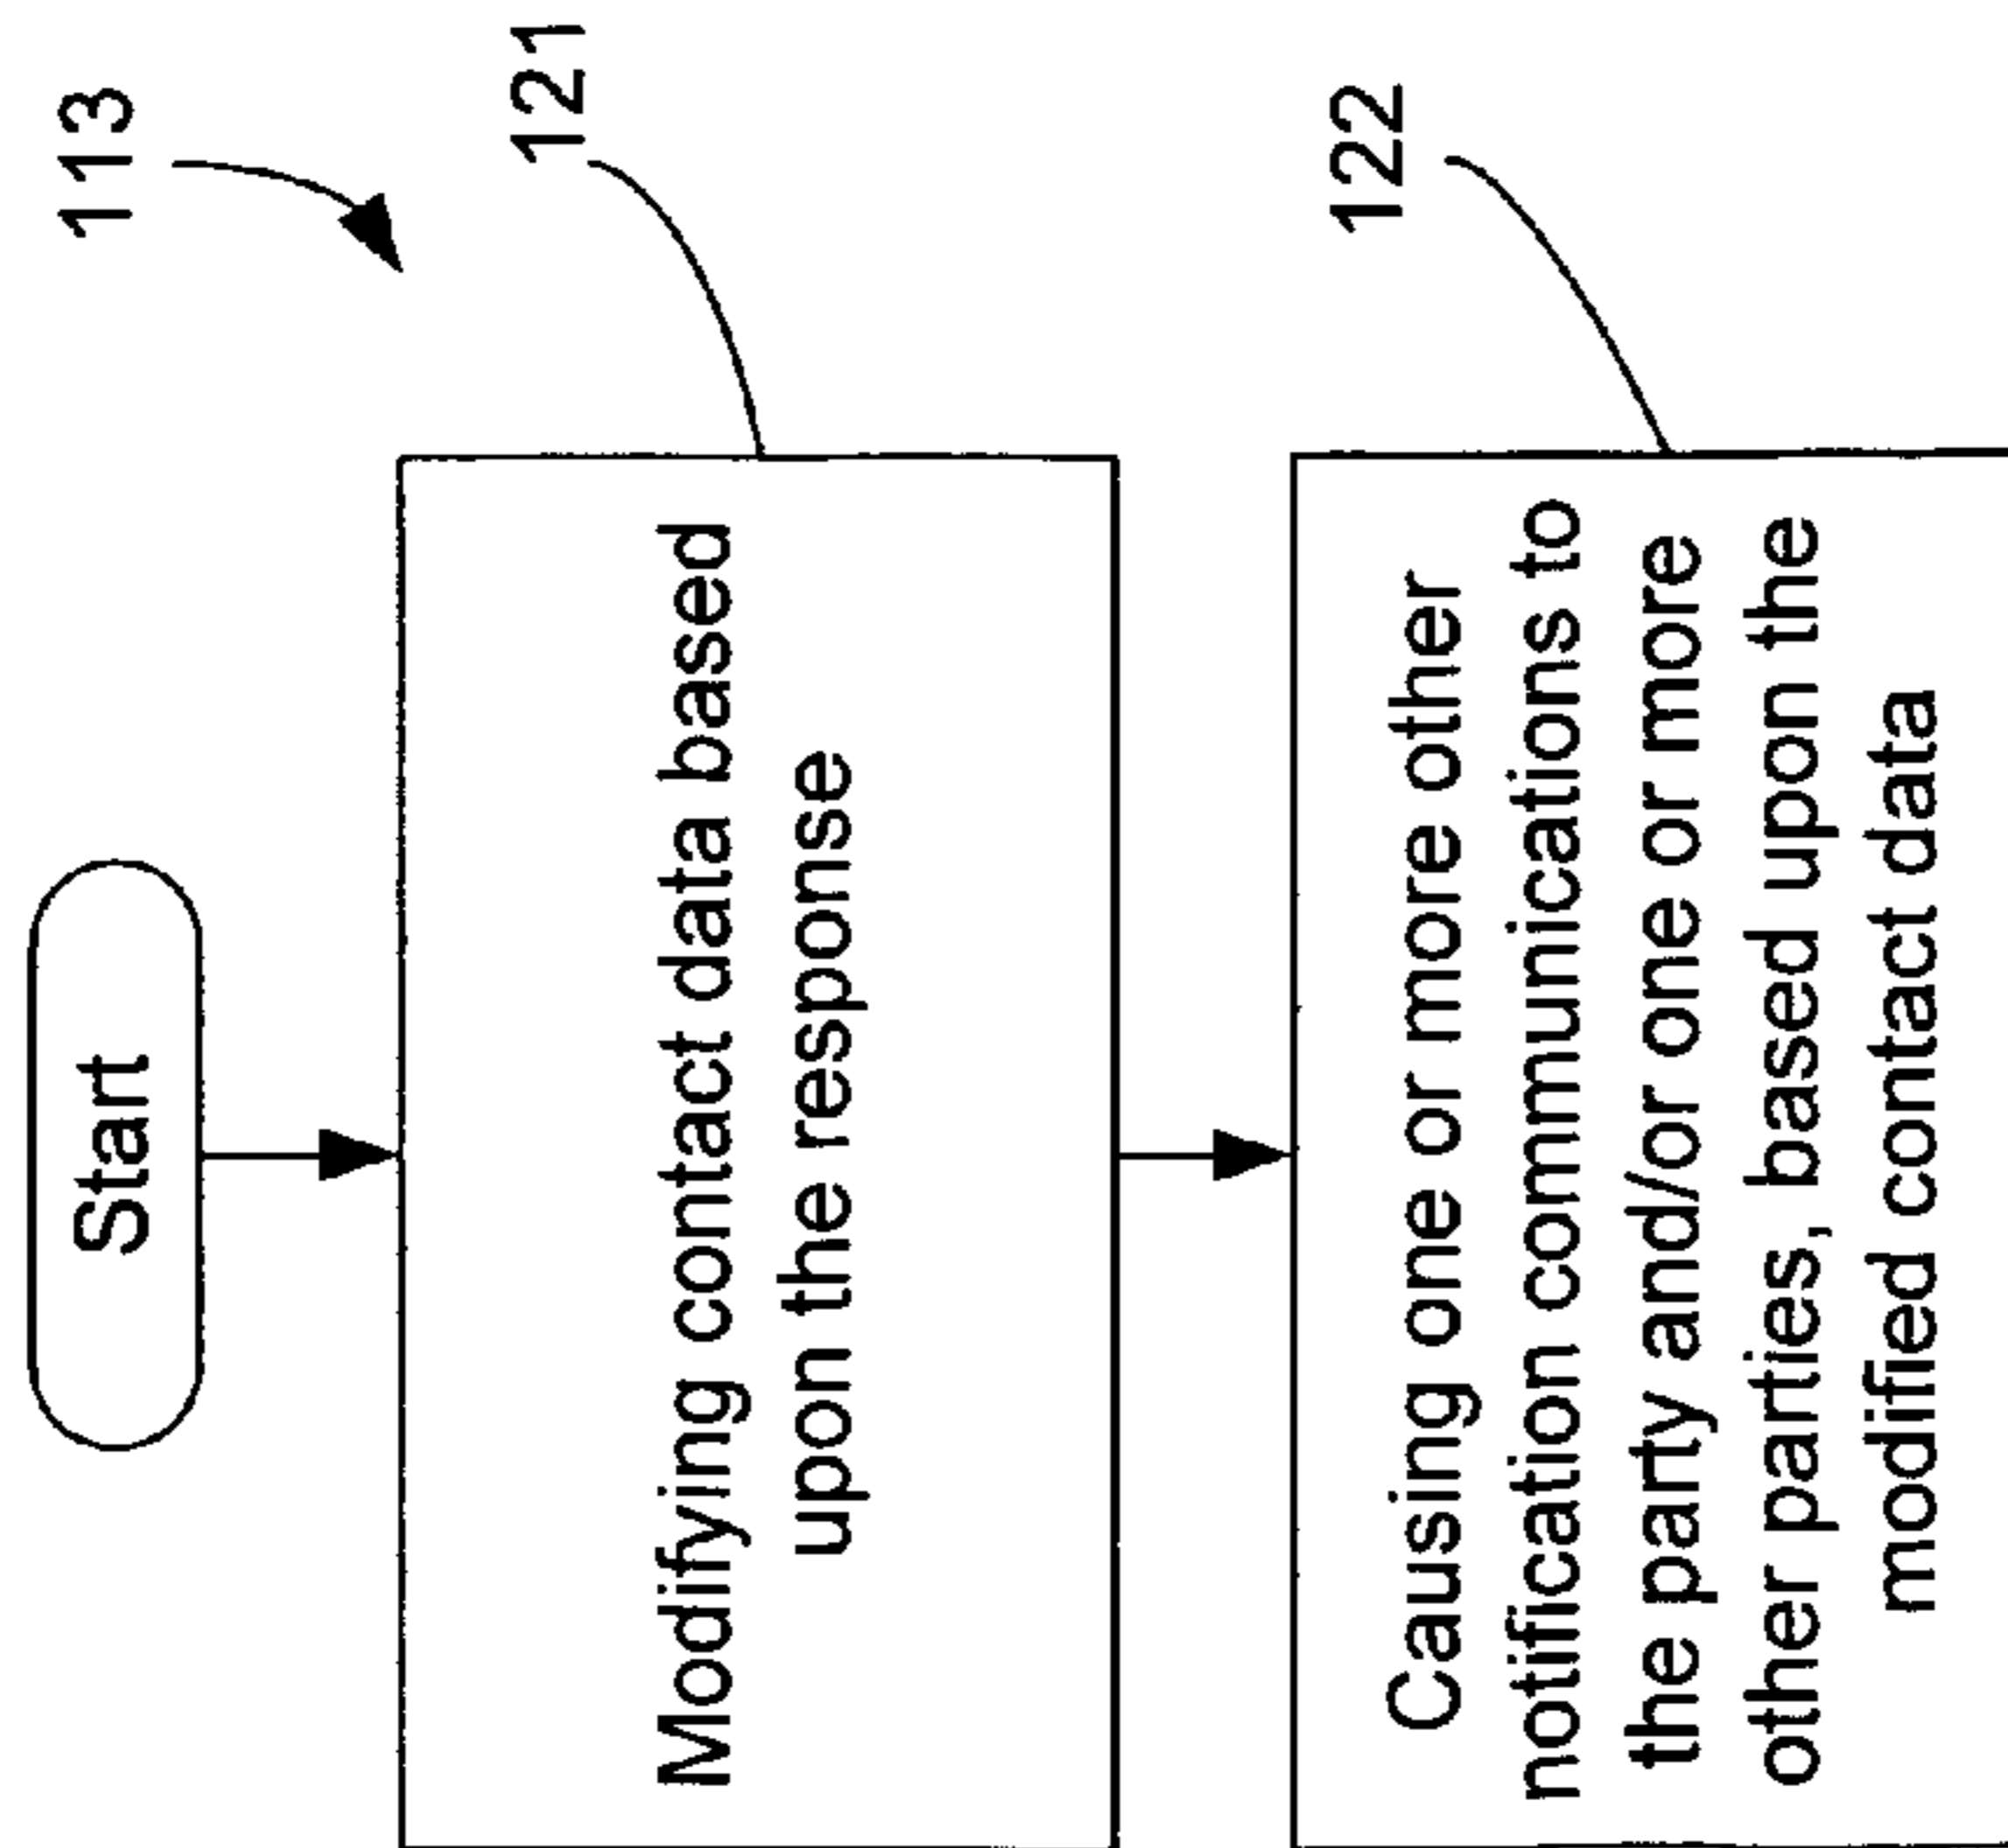 113
Start
121
Modifying contact data based
upon the response
122
Causing one or more other
notification communications to
the party and/or one or more
other parties, based upon the
modified contact data